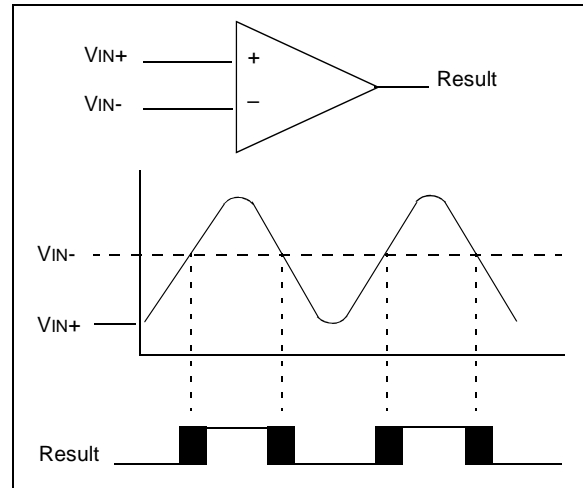 VIN+
+
Result
VIN-
–
VIN-
VIN+
Result